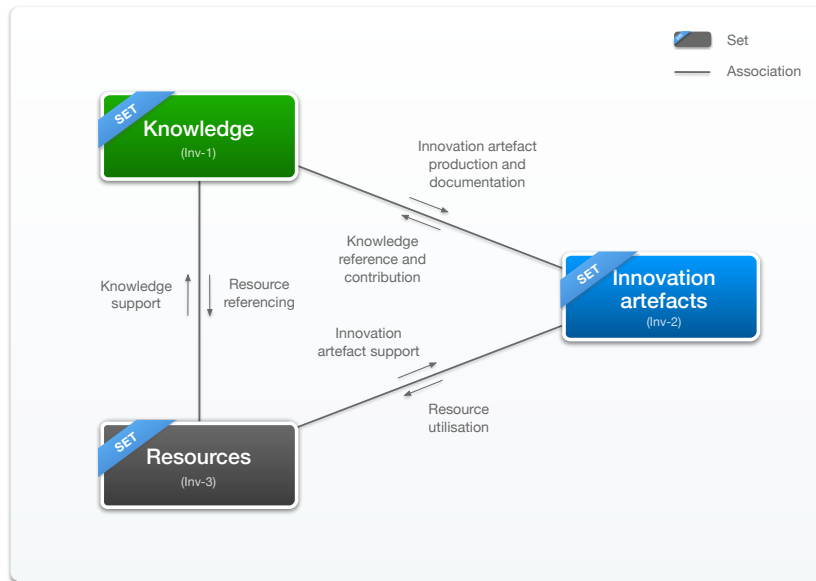 SET
Set
Association
SET
Knowledge
(Inv-1)
Innovation artefact
production and
documentation
Knowledge
reference and
contribution
Knowledge
support
Resource
referencing
SET
Innovation
artefacts
(Inv-2)
Innovation
artefact support
Resource
utilisation
SET
Resources
(Inv-3)